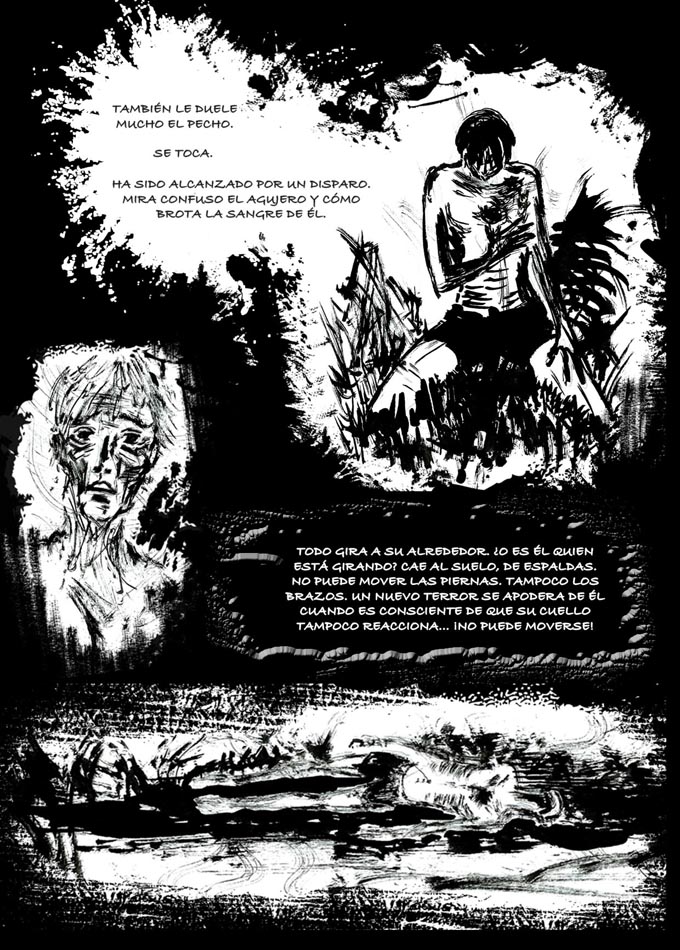 TAMBIÉN LE DUELE
MUCHO EL PECHO.
SE TOCA.
HA SIDO ALCANZADO POR UN DISPARO.
MIRA CONFUSO EL AGUJERO Y CÓMO
BROTA LA SANGRE DE ÉL.
TODO GIRA A SU ALREDEDOR. ¿O ES ÉL QUIEN
ESTÁ GIRANDO? CAE AL SUELO, DE ESPALDAS.
NO PUEDE MOVER LAS PIERNAS. TAMPOCO LOS
BRAZOS. UN NUEVO TERROR SE APODERA DE ÉL
CUANDO ES CONSCIENTE DE QUE SU CUELLO
TAMPOCO REACCIONA... ¡NO PUEDE MOVERSE!